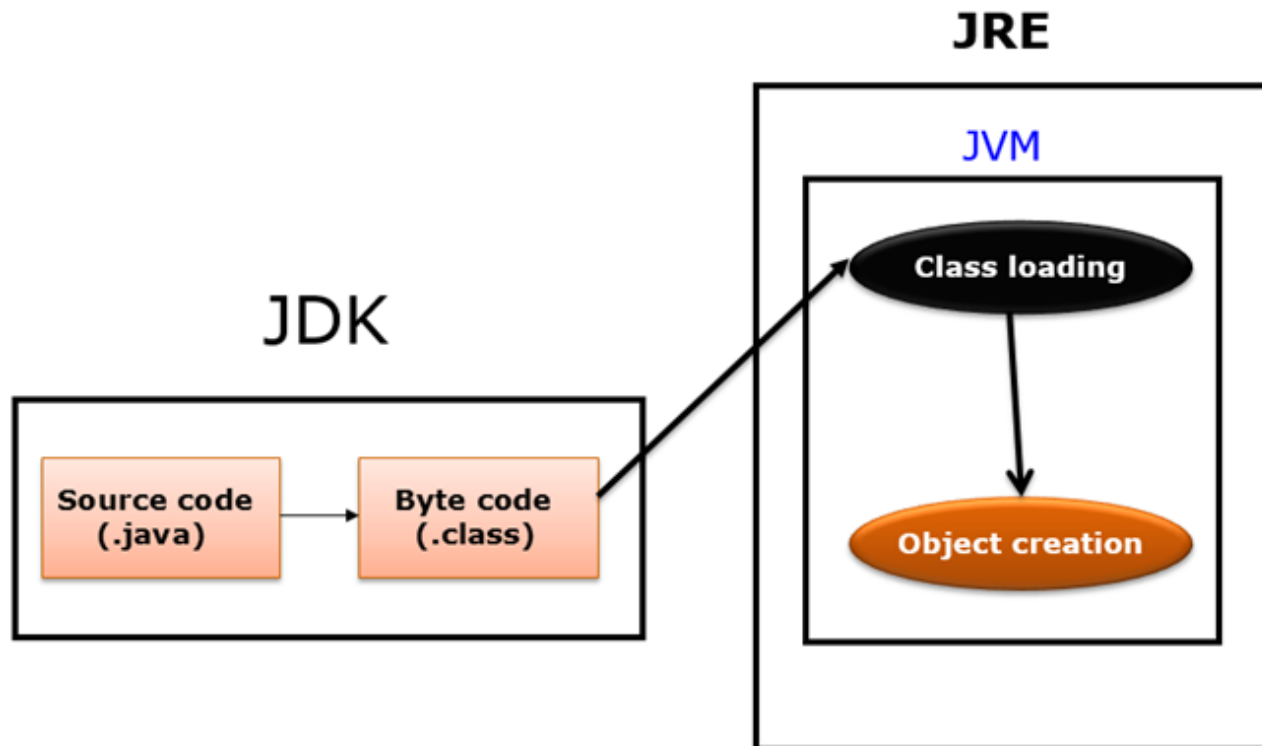 JRE
JVM
Class loading
JDK
Source code
(.java)
Byte code
(.class)
Object creation